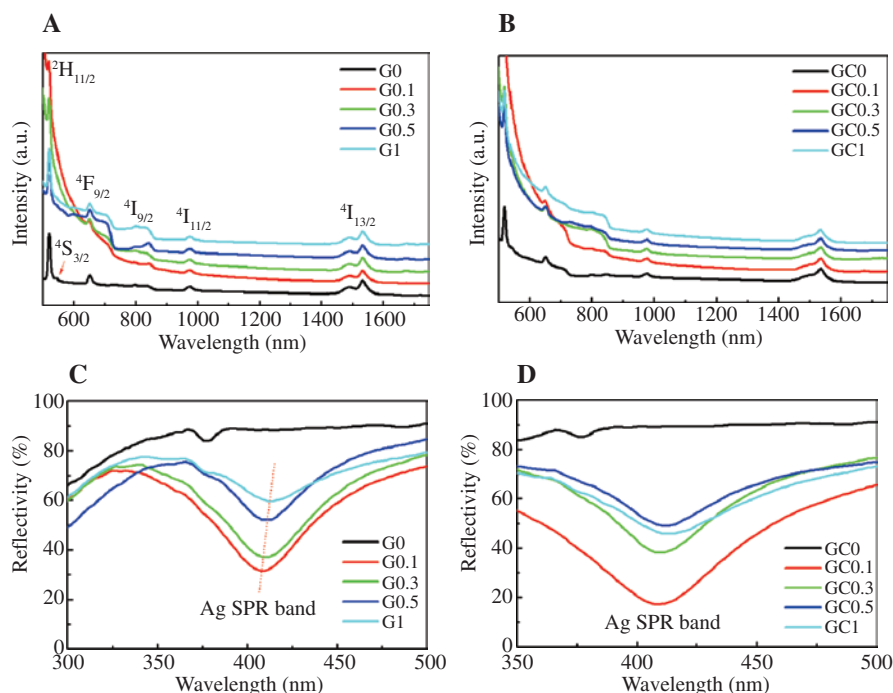 A
Intensity (a.u.)
²H₁₁/₂
⁴S₃/₂
⁴F₉/₂
⁴I₉/₂
⁴I₁₁/₂
⁴I₁₃/₂
G0
G0.1
G0.3
G0.5
G1
600 800 1000 1200 1400 1600
Wavelength (nm)
B
Intensity (a.u.)
GC0
GC0.1
GC0.3
GC0.5
GC1
600 800 1000 1200 1400 1600
Wavelength (nm)
C
Reflectivity (%)
100
80
60
40
20
0
G0
G0.1
G0.3
G0.5
G1
Ag SPR band
300 350 400 450 500
Wavelength (nm)
D
Reflectivity (%)
100
80
60
40
20
0
GC0
GC0.1
GC0.3
GC0.5
GC1
Ag SPR band
350 400 450 500
Wavelength (nm)